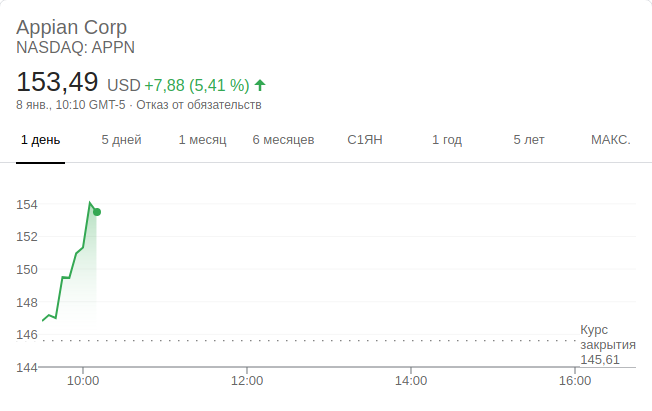 Appian Corp
NASDAQ: APPN
153,49 USD +7,88 (5,41 %)
8 янв., 10:10 GMT-5 · Отказ от обязательств
1 день 5 дней 1 месяц 6 месяцев С1ЯН 1 год 5 лет МАКС.
154
152
150
148
146
144
Курс
закрытия
145,61
10:00 12:00 14:00 16:00